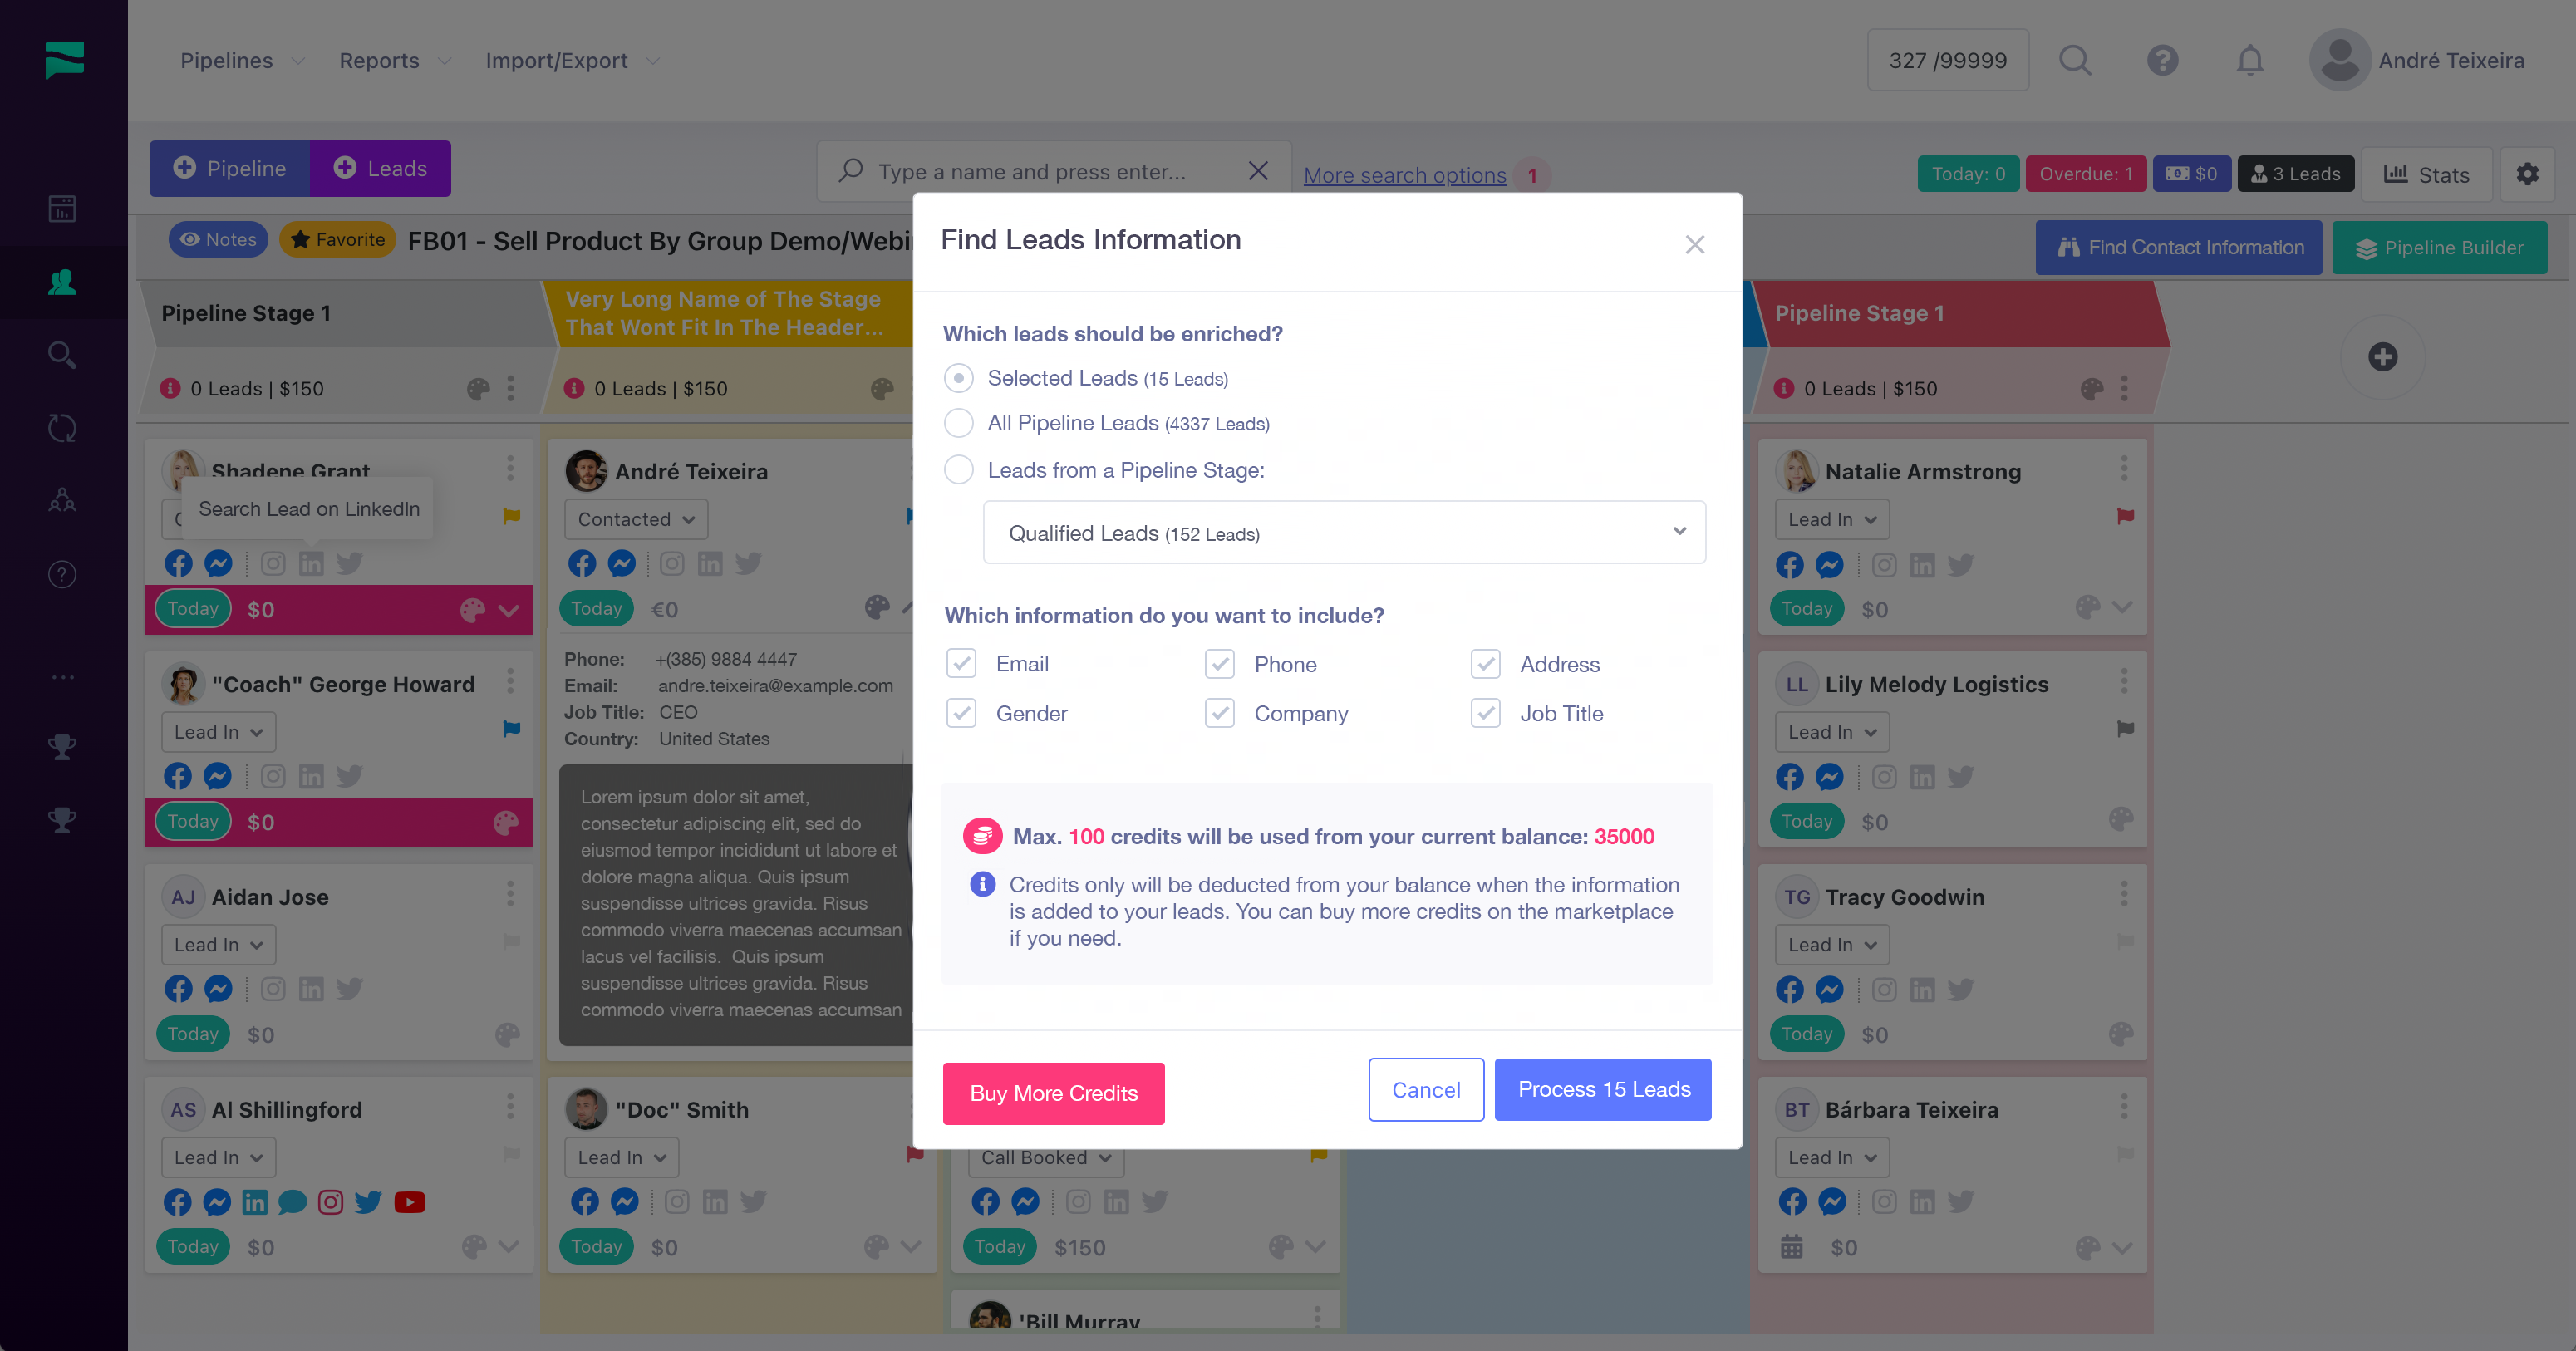 Pipelines
Reports
Import/Export
327 /99999
André Teixeira
Pipeline
Leads
Type a name and press enter...
More search options
1
Today: 0
Overdue: 1
$0
3 Leads
Stats
Notes
Favorite
FB01 - Sell Product By Group Demo/Webi
Find Contact Information
Pipeline Builder
Pipeline Stage 1
0 Leads | $150
Very Long Name of The Stage
That Wont Fit In The Header...
0 Leads | $150
Pipeline Stage 1
0 Leads | $150
Shadene Grant
Search Lead on LinkedIn
Today
$0
"Coach" George Howard
Lead In
Today
$0
AJ
Aidan Jose
Lead In
Today
$0
AS
Al Shillingford
Lead In
Today
$0
André Teixeira
Contacted
Today
€0
Phone: +(385) 9884 4447
Email: andre.teixeira@example.com
Job Title: CEO
Country: United States
Lorem ipsum dolor sit amet,
consectetur adipiscing elit, sed do
eiusmod tempor incididunt ut labore et
dolore magna aliqua. Quis ipsum
suspendisse ultrices gravida. Risus
commodo viverra maecenas accumsan
lacus vel facilisis. Quis ipsum
suspendisse ultrices gravida. Risus
commodo viverra maecenas accumsan
"Doc" Smith
Lead In
Today
$0
Find Leads Information
Which leads should be enriched?
Selected Leads (15 Leads)
All Pipeline Leads (4337 Leads)
Leads from a Pipeline Stage:
Qualified Leads (152 Leads)
Which information do you want to include?
Email
Phone
Address
Gender
Company
Job Title
Max. 100 credits will be used from your current balance: 35000
Credits only will be deducted from your balance when the information
is added to your leads. You can buy more credits on the marketplace
if you need.
Buy More Credits
Cancel
Process 15 Leads
Call Booked
Today
$150
'Bill Murray
Natalie Armstrong
Lead In
Today
$0
LL
Lily Melody Logistics
Lead In
Today
$0
TG
Tracy Goodwin
Lead In
Today
$0
BT
Bárbara Teixeira
Lead In
$0